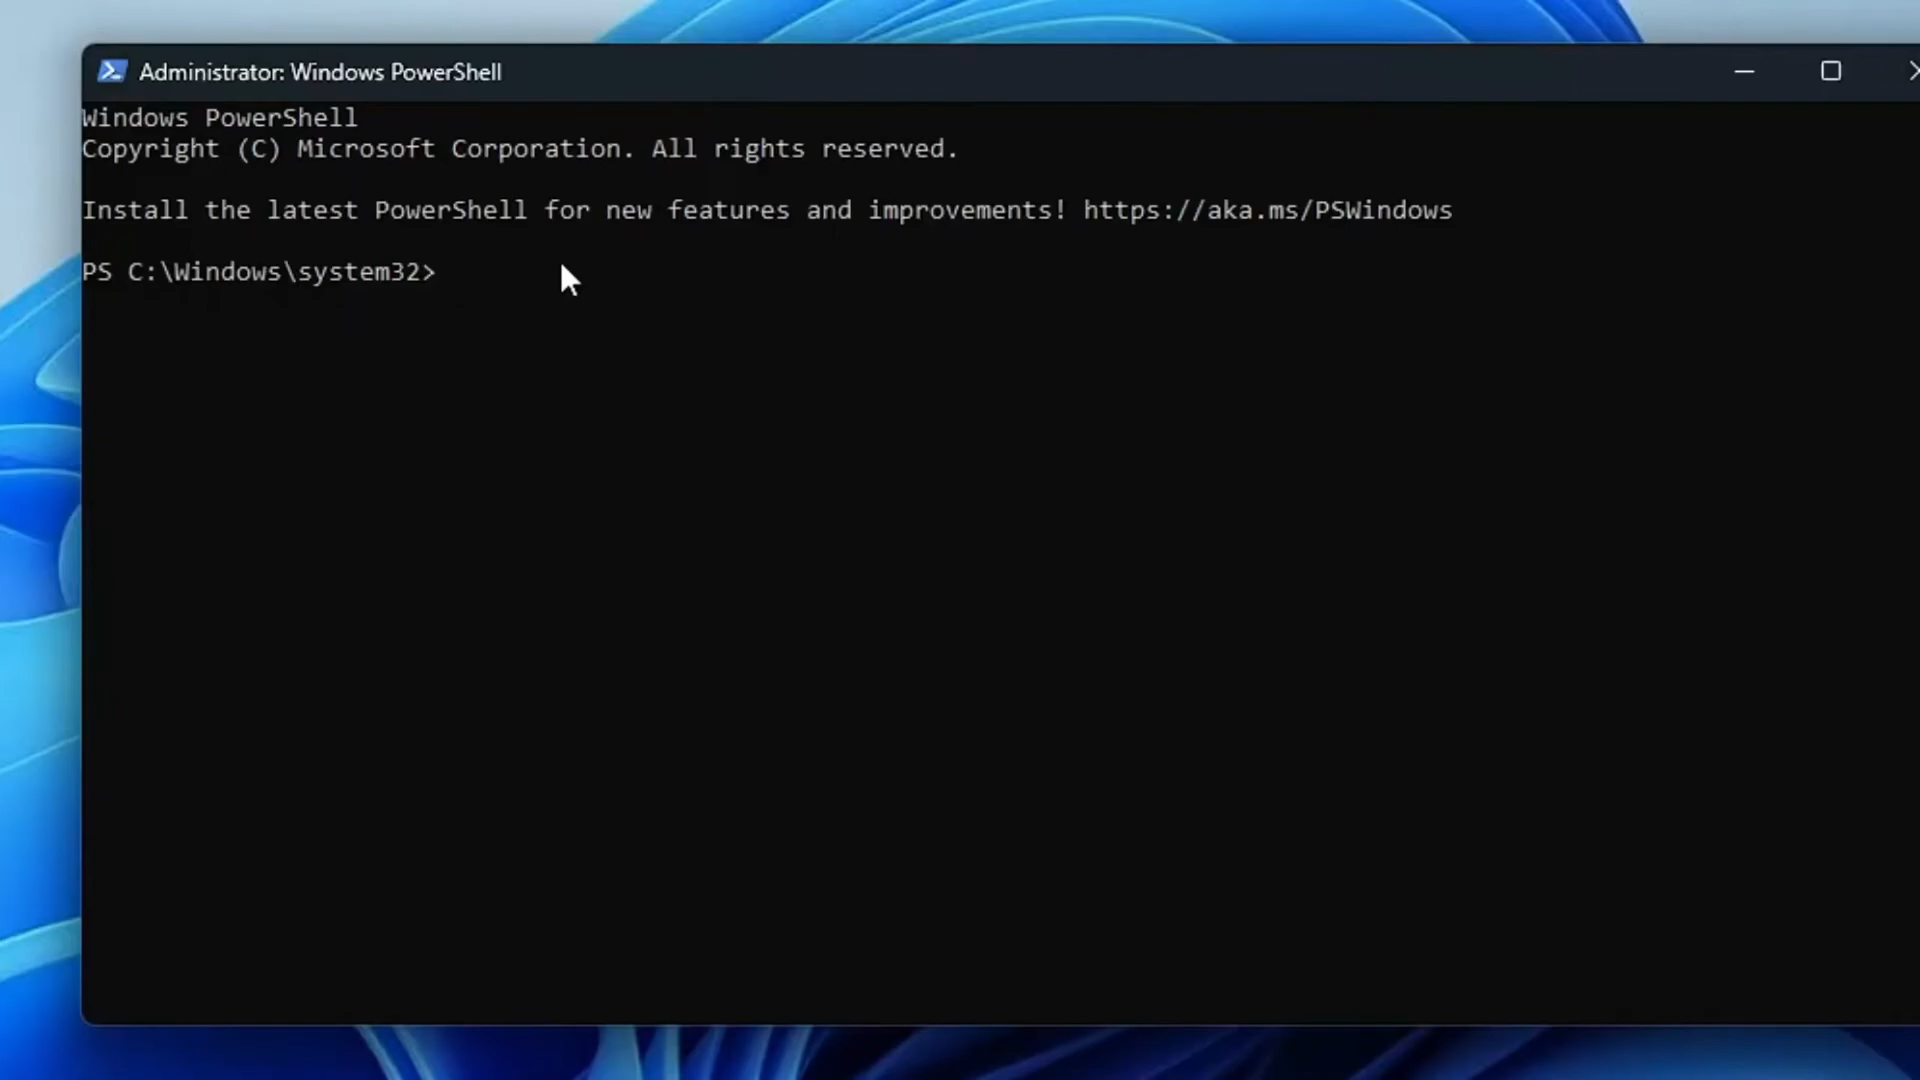 Administrator: Windows PowerShell
Windows PowerShell
Copyright (C) Microsoft Corporation. All rights reserved.
Install the latest PowerShell for new features and improvements! https://aka.ms/PSWindows
PS C:\Windows\system32>